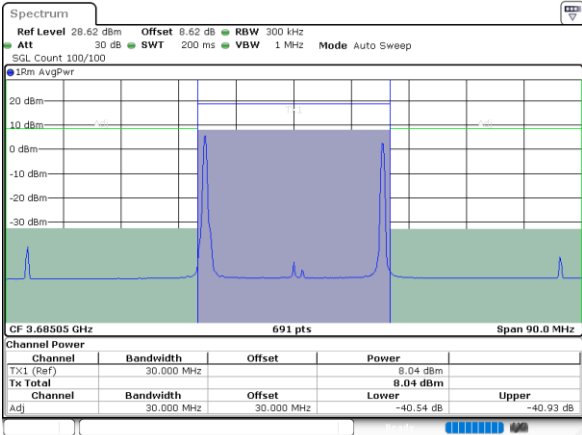 Spectrum
Ref Level 28.62 dBm Offset 8.62 dB RBW 300 kHz
Att 30 dB SWT 200 ms VBW 1 MHz Mode Auto Sweep
SGL Count 100/100
1Rm AvgPwr
20 dBm
TX1
10 dBm Adj Adj
0 dBm
-10 dBm
-20 dBm
-30 dBm
CF 3.68505 GHz 691 pts Span 90.0 MHz
Channel Power
Channel Bandwidth Offset Power
TX1 (Ref) 30.000 MHz 8.04 dBm
Tx Total 8.04 dBm
Channel Bandwidth Offset Lower Upper
Adj 30.000 MHz 30.000 MHz -40.54 dB -40.93 dB
Ready